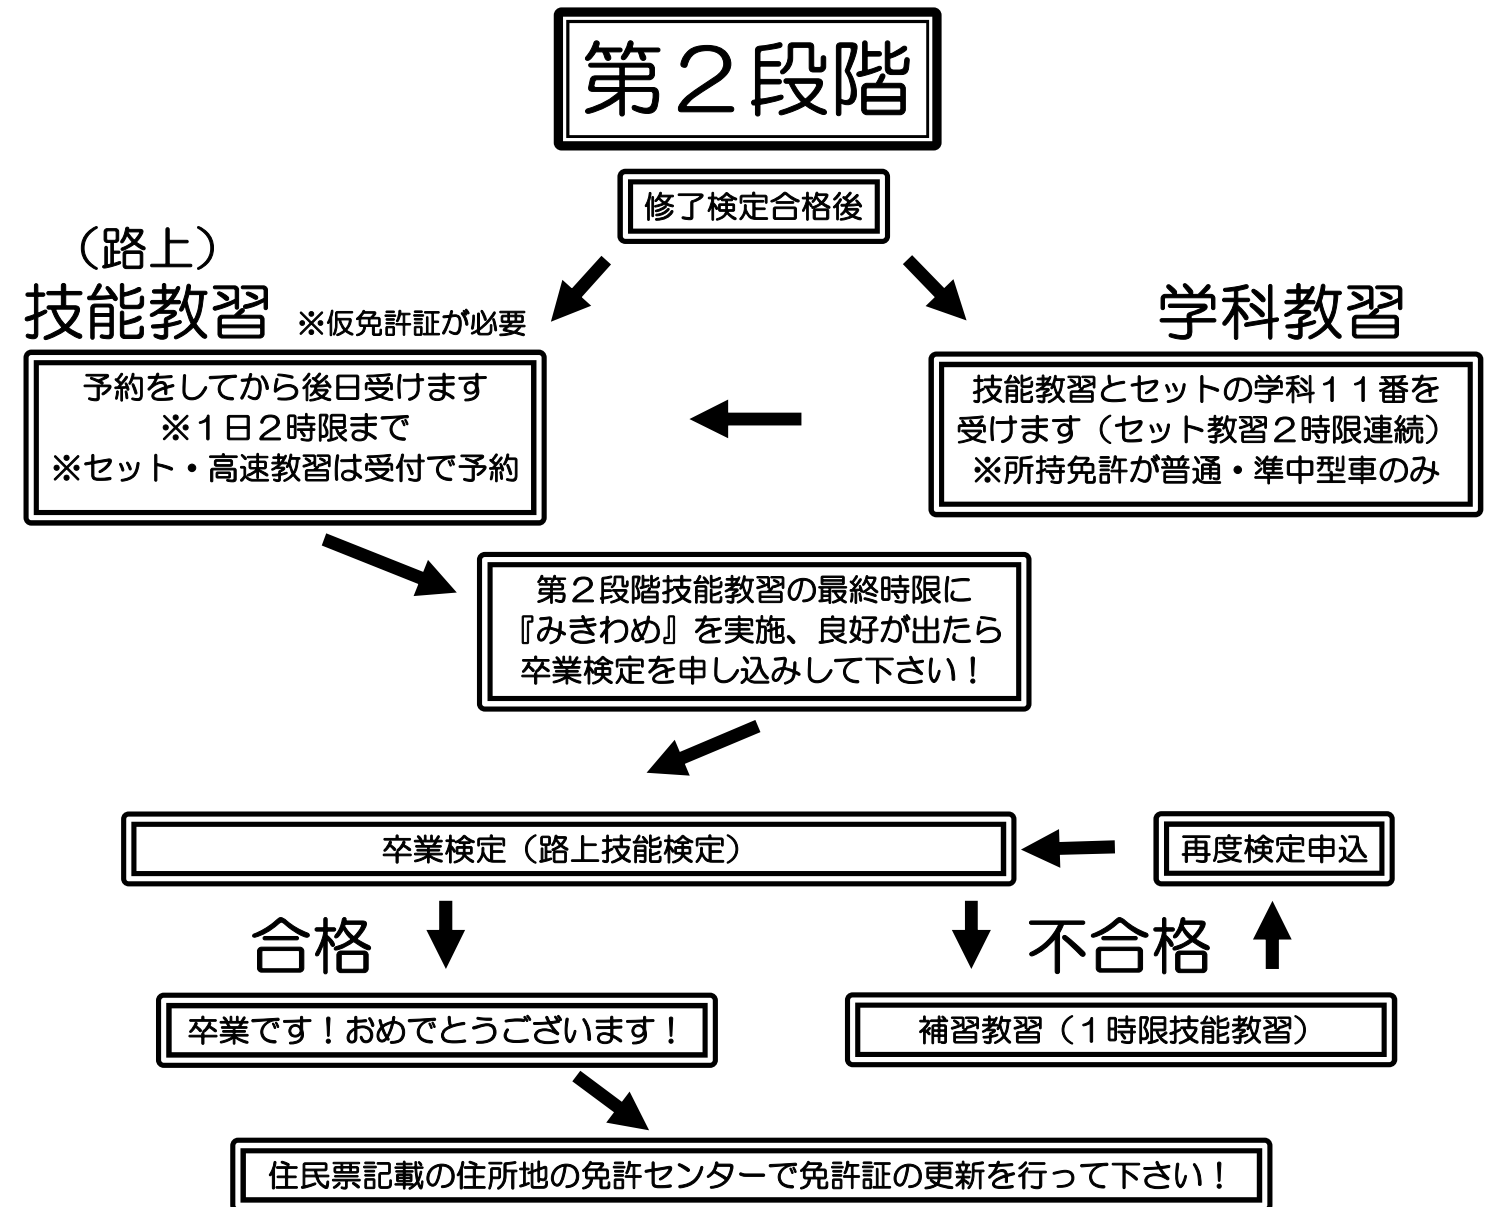 第２段階
修了検定合格後
（路上）
技能教習 ※仮免許証が必要
予約をしてから後日受けます
※１日２時限まで
※セット・高速教習は受付で予約
学科教習
技能教習とセットの学科１１番を
受けます（セット教習２時限連続）
※所持免許が普通・準中型車のみ
第２段階技能教習の最終時限に
『みきわめ』を実施、良好が出たら
卒業検定を申し込みして下さい！
卒業検定（路上技能検定）
再度検定申込
合格
不合格
卒業です！おめでとうございます！
補習教習（１時限技能教習）
住民票記載の住所地の免許センターで免許証の更新を行って下さい！